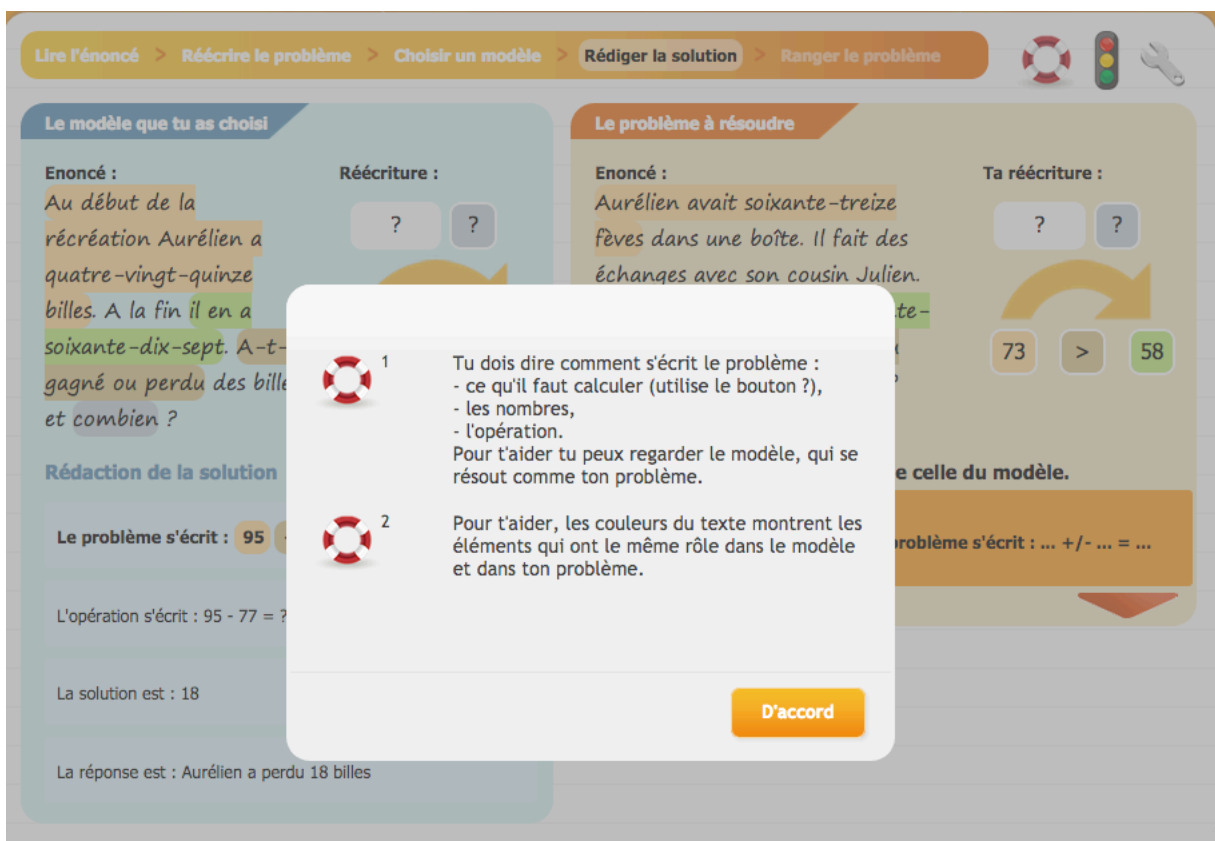 Lire l'énoncé > Réécrire le problème > Choisir un modèle > Rédiger la solution > Ranger le problème
Le modèle que tu as choisi
Enoncé :
Réécriture :
Au début de la
récréation Aurélien a
quatre-vingt-quinze
billes. A la fin il en a
soixante-dix-sept. A-t-
gagné ou perdu des bille
et combien ?
? ?
Rédaction de la solution
Le problème s'écrit : 95
L'opération s'écrit : 95 - 77 = ?
La solution est : 18
La réponse est : Aurélien a perdu 18 billes
Le problème à résoudre
Enoncé :
Ta réécriture :
Aurélien avait soixante-treize
fèves dans une boîte. Il fait des
échanges avec son cousin Julien.
te-
?
? ?
73 > 58
e celle du modèle.
problème s'écrit : ... +/- ... = ...
1
Tu dois dire comment s'écrit le problème :
- ce qu'il faut calculer (utilise le bouton ?),
- les nombres,
- l'opération.
Pour t'aider tu peux regarder le modèle, qui se
résout comme ton problème.
2
Pour t'aider, les couleurs du texte montrent les
éléments qui ont le même rôle dans le modèle
et dans ton problème.
D'accord